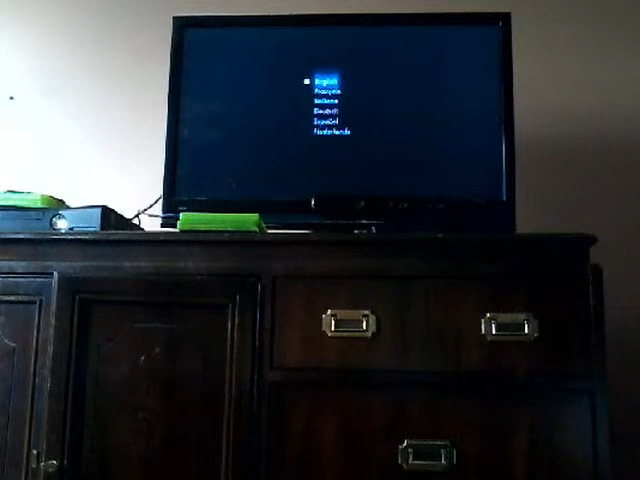 English
Français
Italiano
Deutsch
Español
Nederlands